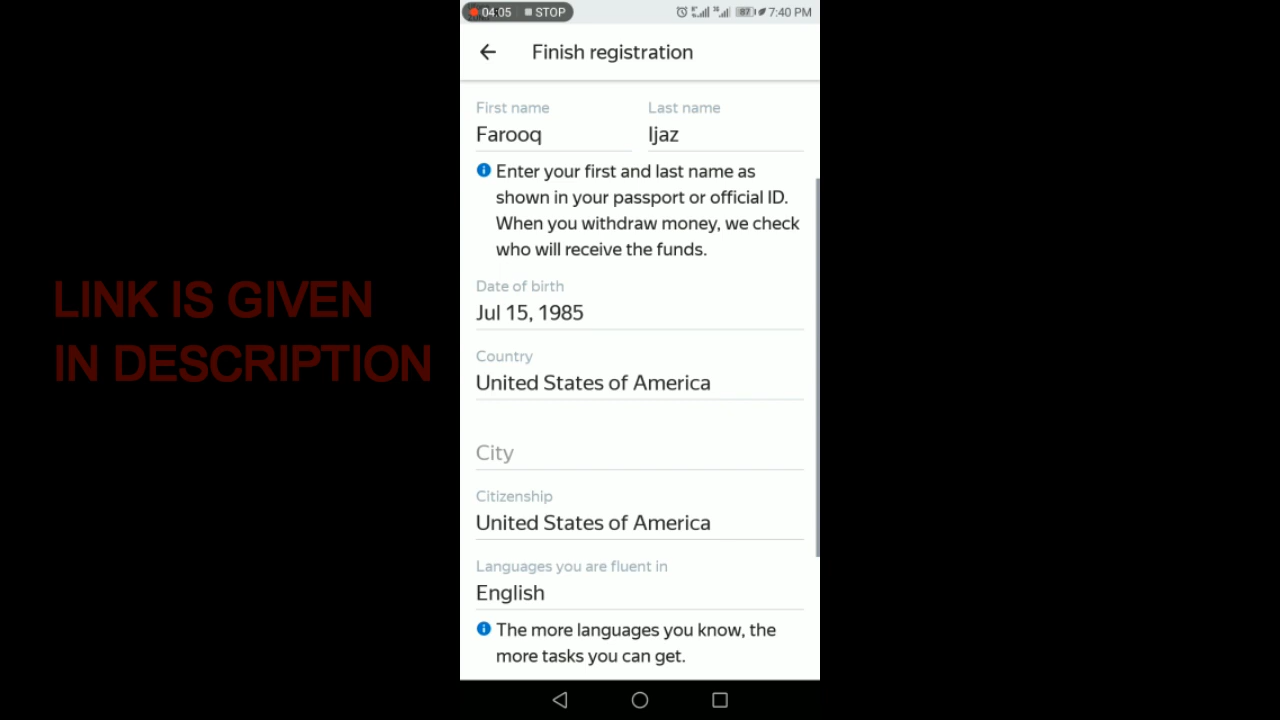 04:05 STOP
87 7:40 PM
Finish registration
First name Last name
Farooq Ijaz
Enter your first and last name as
shown in your passport or official ID.
When you withdraw money, we check
who will receive the funds.
Date of birth
Jul 15, 1985
Country
United States of America
City
Citizenship
United States of America
Languages you are fluent in
English
The more languages you know, the
more tasks you can get.
LINK IS GIVEN
IN DESCRIPTION